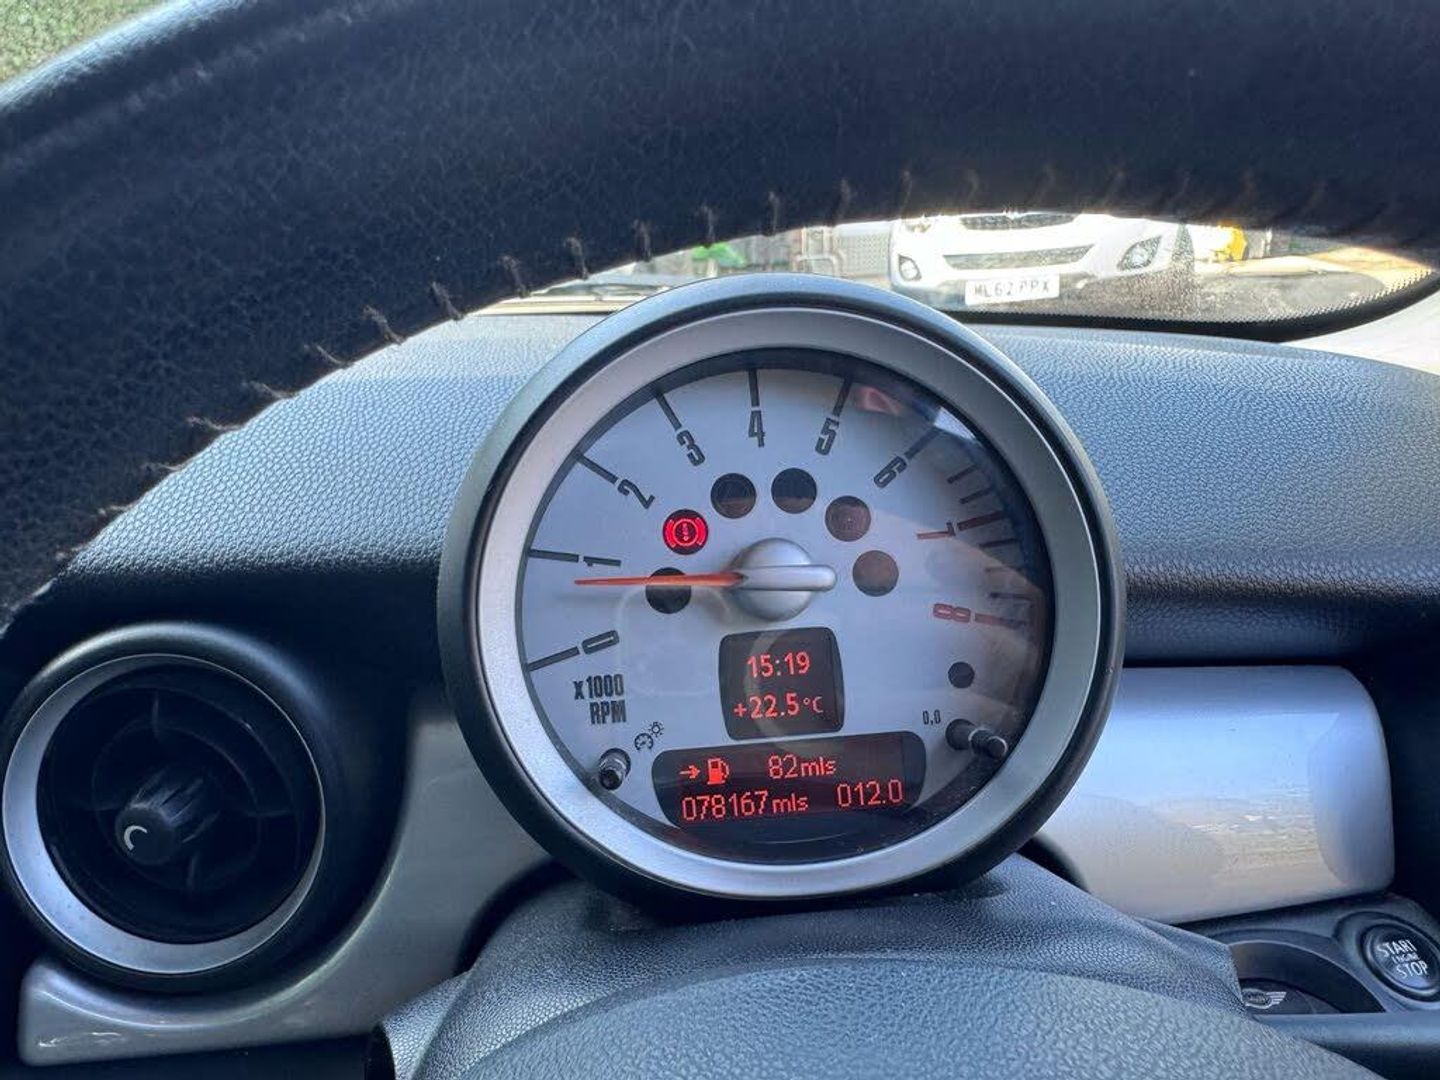 ML62 PPX
0 1 2 3 4 5 6 7 8
x1000
RPM
15:19
+22.5°C
0.0
82mls
078167mls 012.0
START
ENGINE
STOP